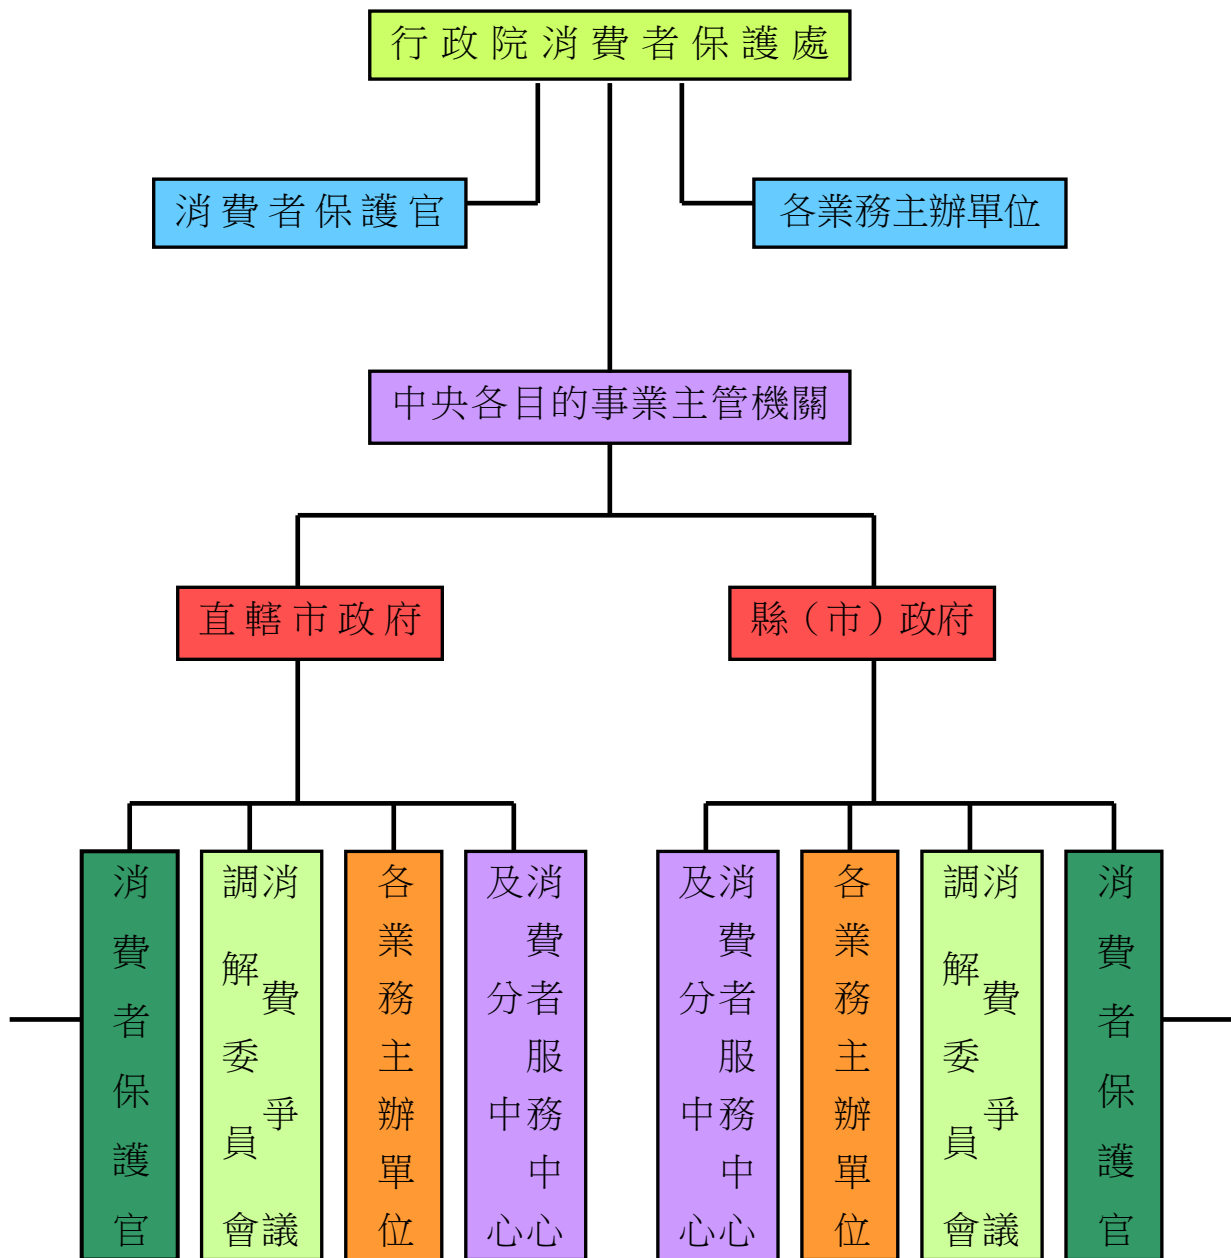 行政院消費者保護處
消費者保護官
各業務主辦單位
中央各目的事業主管機關
直轄市政府
縣（市）政府
消費者保護官
消費爭議
調解委員會
各業務主辦單位
消費者服務中心
及分中心
消費者服務中心
及分中心
各業務主辦單位
消費爭議
調解委員會
消費者保護官